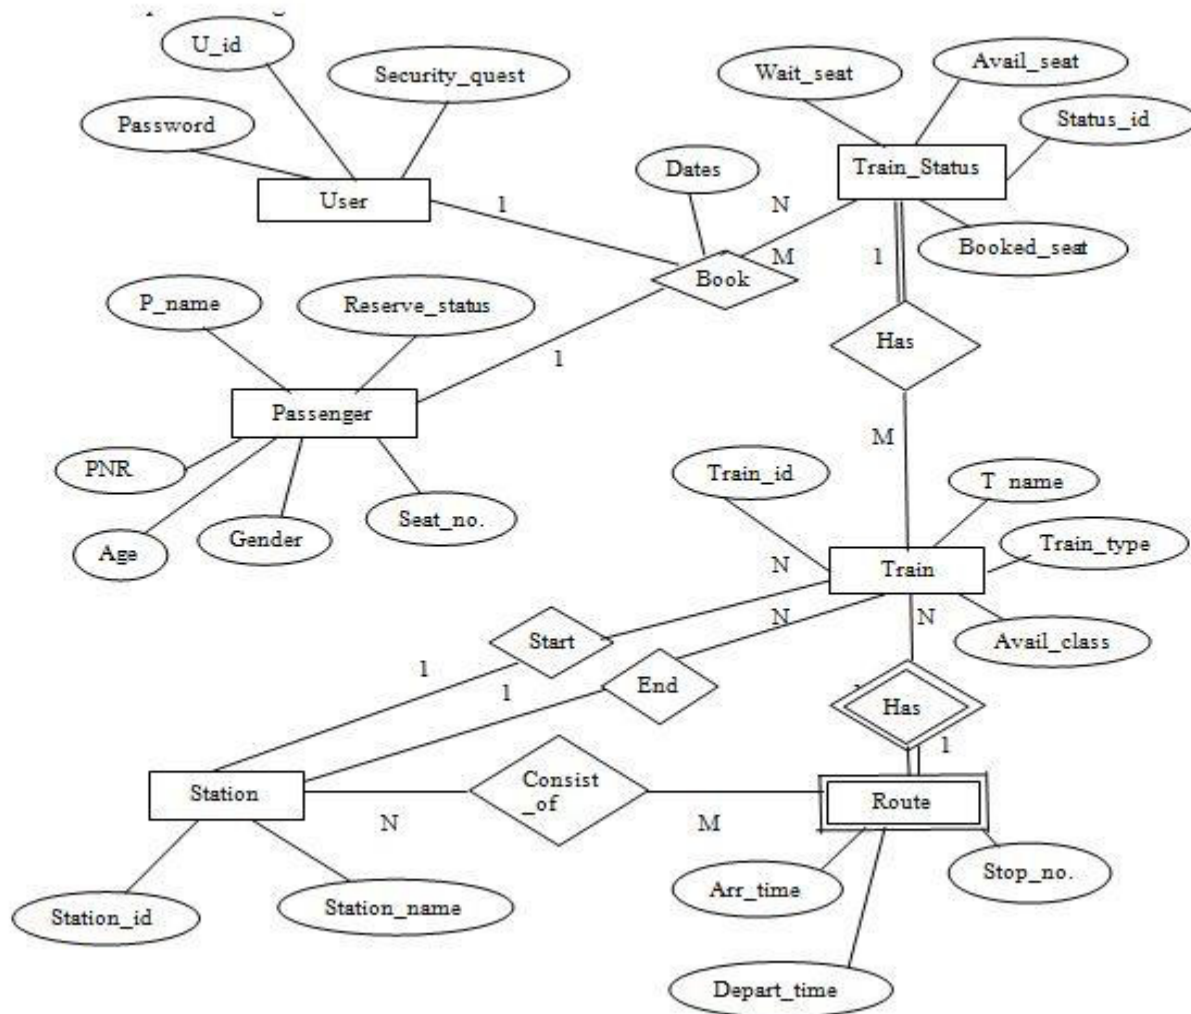 U_id
Security_quest
Password
User
Wait_seat
Avail_seat
Status_id
Train_Status
Booked_seat
Dates
1
N
M
Book
1
1
Has
M
P_name
Reserve_status
Passenger
PNR
Age
Gender
Seat_no.
Train_id
T_name
Train_type
Train
Avail_class
N
N
N
Start
End
1
1
Has
1
Station
N
Consist
_of
M
Route
Station_id
Station_name
Arr_time
Stop_no.
Depart_time